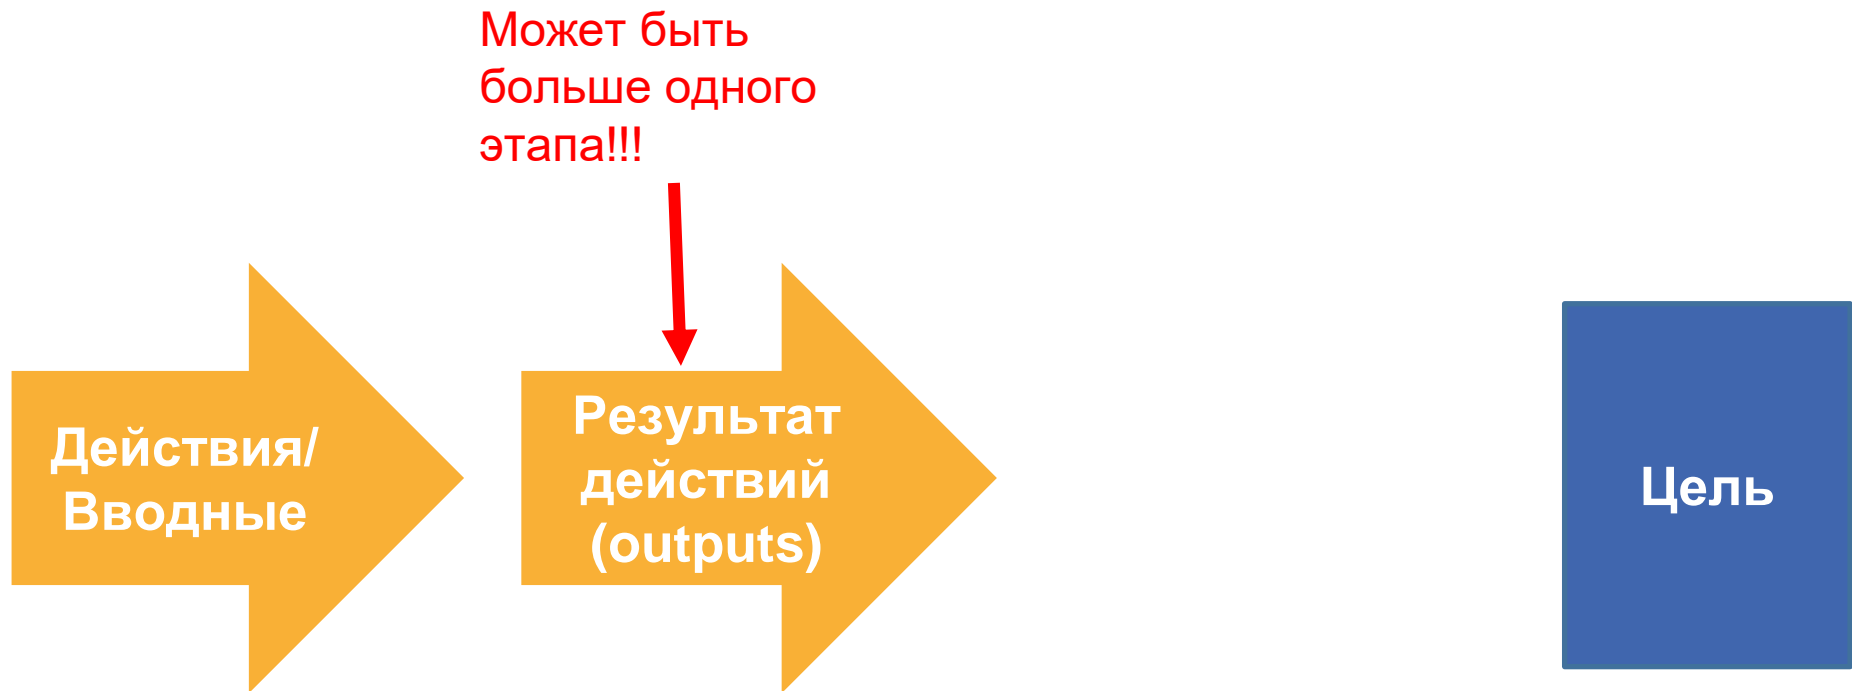 Может быть
больше одного
этапа!!!
Действия/
Вводные
Результат
действий
(outputs)
Цель